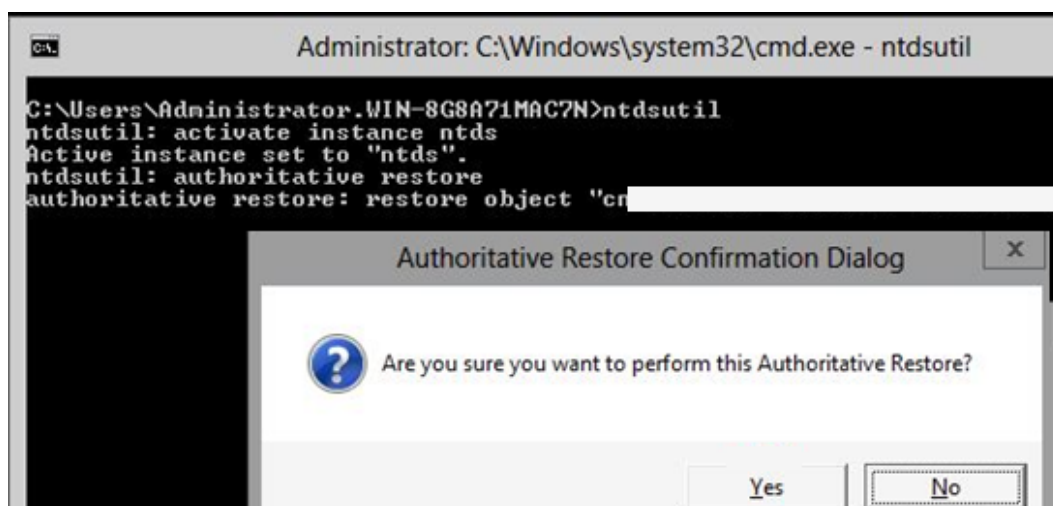 Administrator: C:\Windows\system32\cmd.exe - ntdsutil
C:\Users\Administrator.WIN-8G8A71MAC7N>ntdsutil
ntdsutil: activate instance ntds
Active instance set to "ntds".
ntdsutil: authoritative restore
authoritative restore: restore object "cn
Authoritative Restore Confirmation Dialog
Are you sure you want to perform this Authoritative Restore?
Yes No